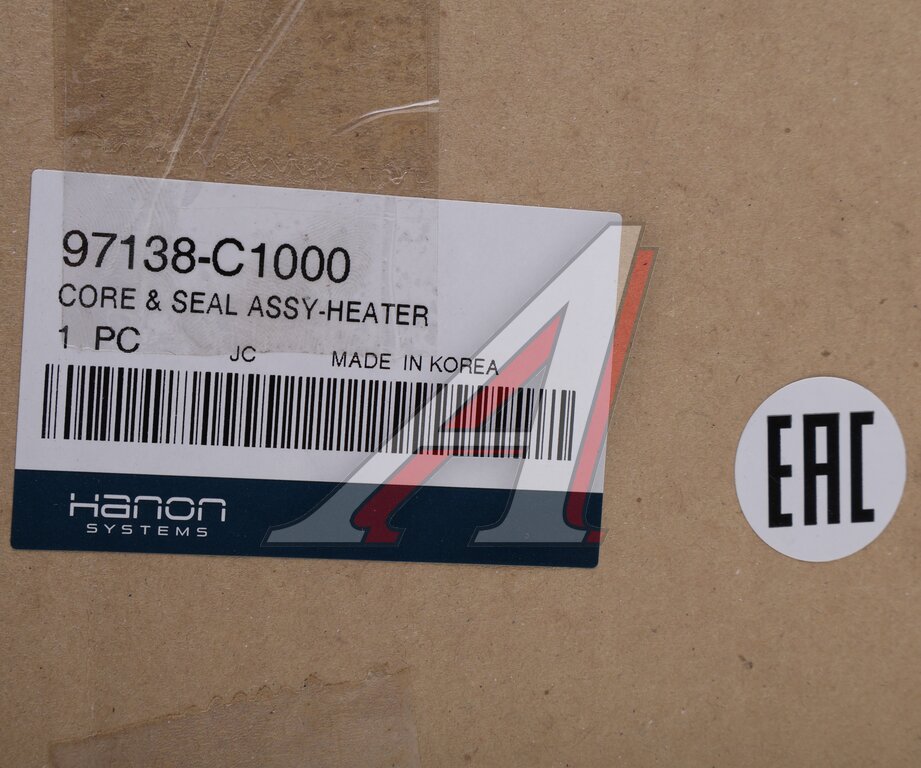 97138-C1000
CORE & SEAL ASSY-HEATER
1 PC
JC MADE IN KOREA
Hanon
SYSTEMS
EAC